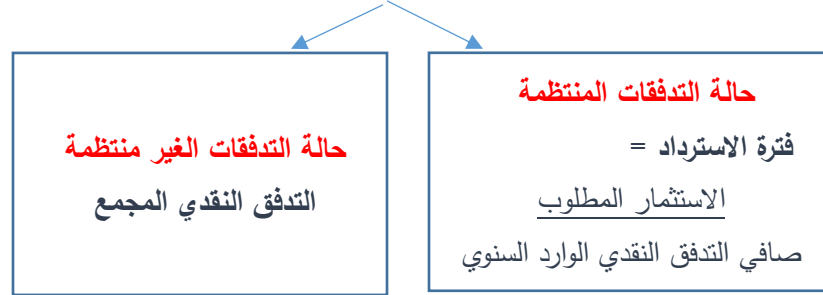 حالة التدفقات المنتظمة
فترة الاسترداد =
الاستثمار المطلوب
صافي التدفق النقدي الوارد السنوي
حالة التدفقات الغير منتظمة
التدفق النقدي المجمع